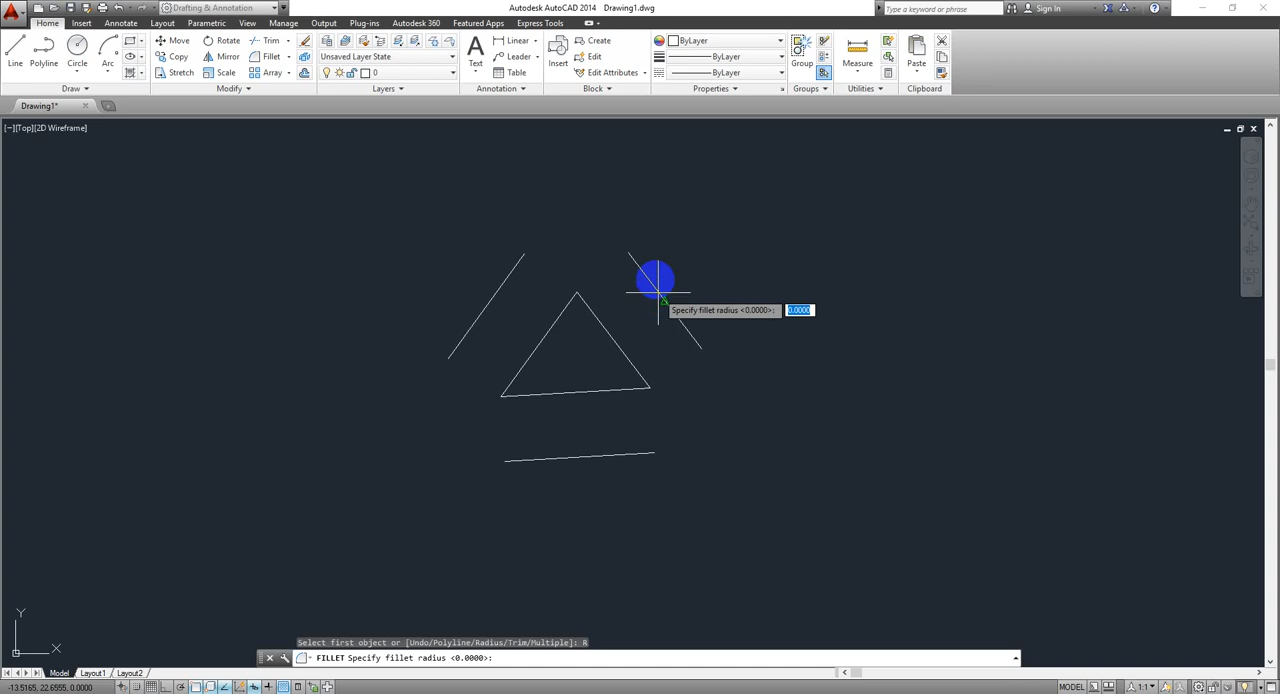 Autodesk AutoCAD 2014 Drawing1.dwg
Drafting & Annotation
Type a keyword or phrase
Sign In
Home Insert Annotate Layout Parametric View Manage Output Plug-ins Autodesk 360 Featured Apps Express Tools
Line Polyline Circle Arc
Move Rotate Trim
Copy Mirror Fillet
Stretch Scale Array
Unsaved Layer State
0
Text
Linear
Leader
Table
Insert
Create
Edit
Edit Attributes
ByLayer
ByLayer
ByLayer
Group
Measure
Paste
Draw Modify Layers Annotation Block Properties Groups Utilities Clipboard
Drawing1*
[−][Top][2D Wireframe]
Specify fillet radius <0.0000>: 0.0000
Y
X
Select first object or [Undo/Polyline/Radius/Trim/Multiple]: R
FILLET Specify fillet radius <0.0000>:
Model Layout1 Layout2
-13.5165, 22.6555, 0.0000
MODEL 1:1